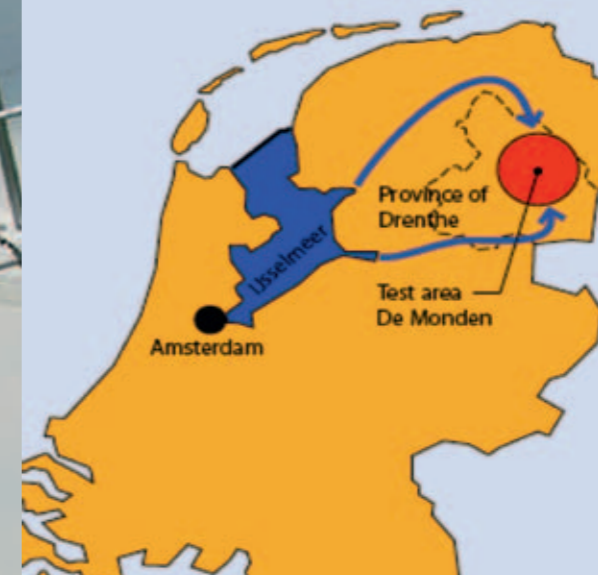 Province of
Drenthe
IJsselmeer
Test area
De Monden
Amsterdam